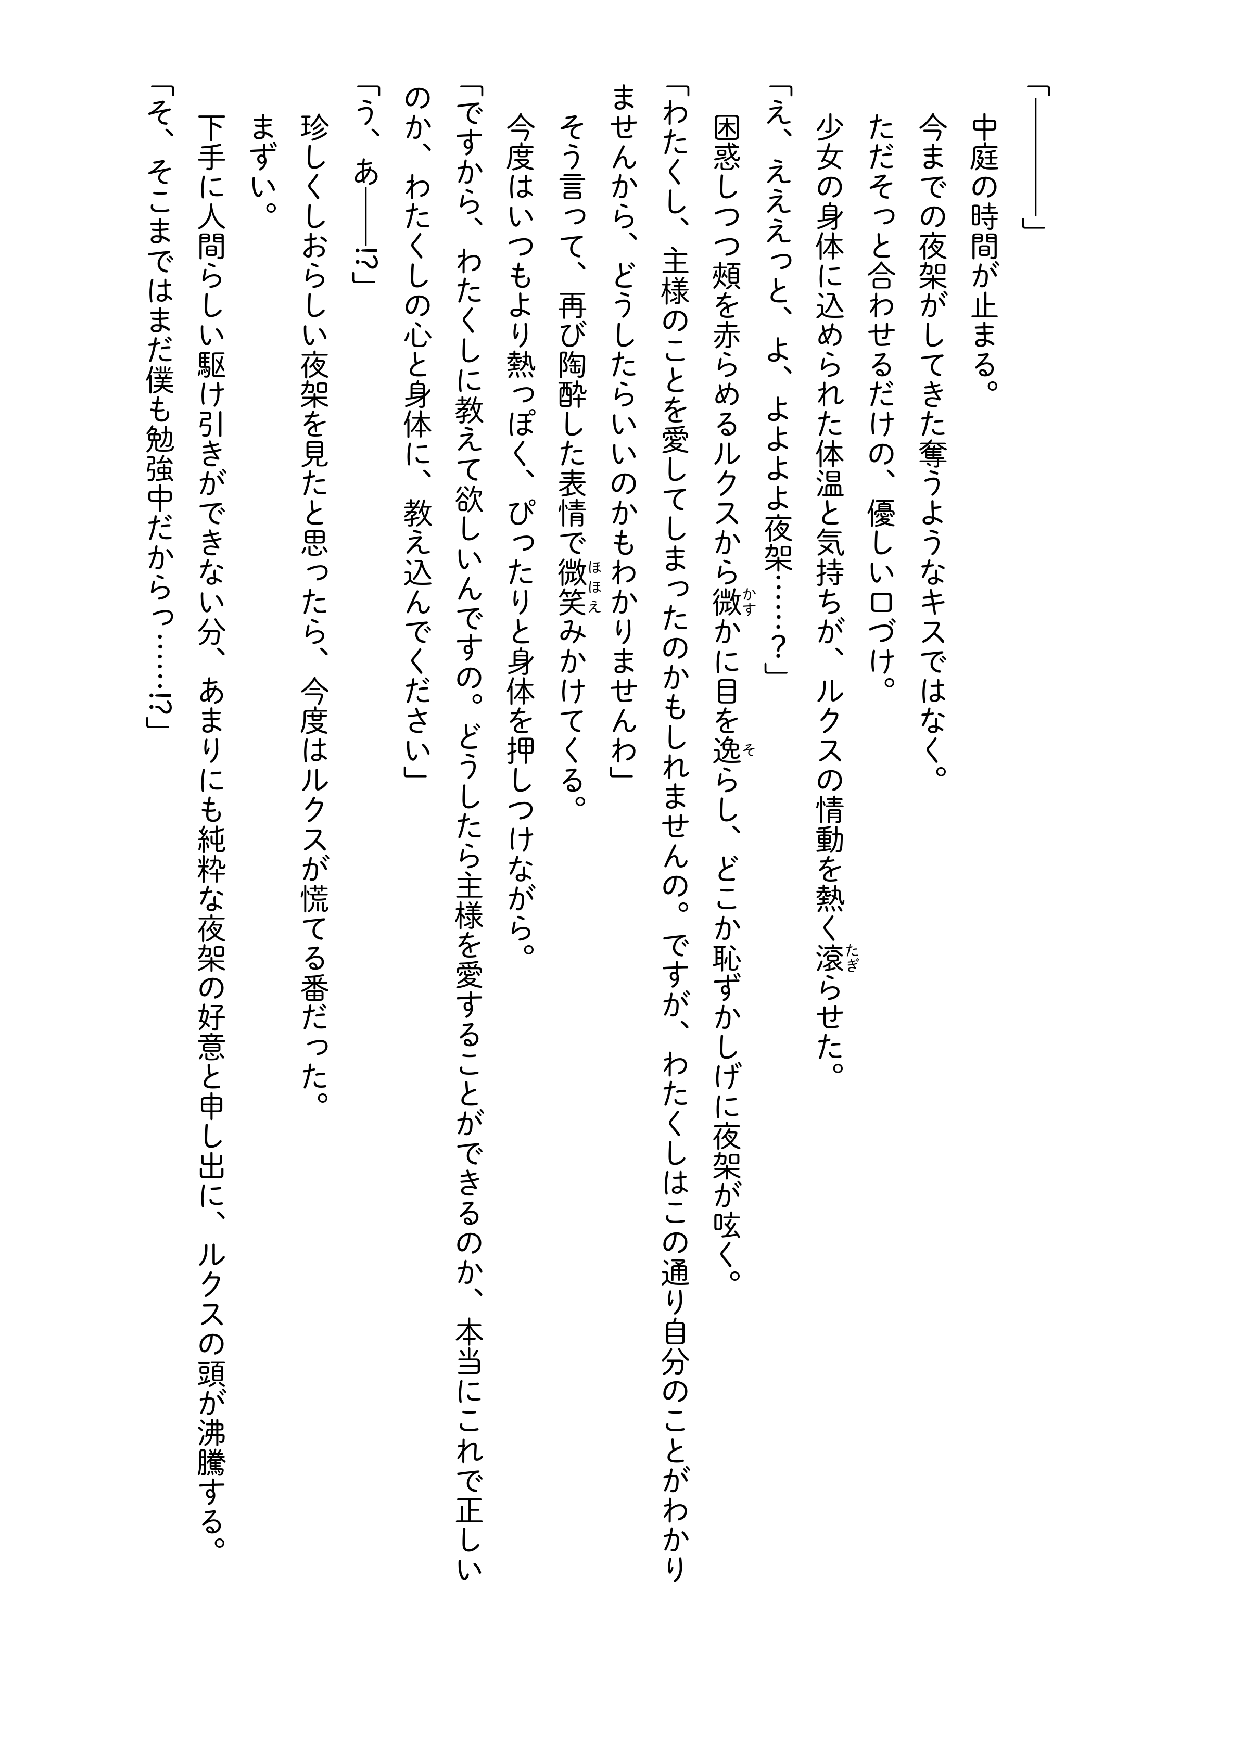 「――――」
中庭の時間が止まる。
今までの夜架がしてきた奪うようなキスではなく。
ただそっと合わせるだけの、優しい口づけ。
少女の身体に込められた体温と気持ちが、ルクスの情動を熱く滾らせた。
「え、えええっと、よ、よよよよ夜架……？」
困惑しつつ頬を赤らめるルクスから微かに目を逸らし、どこか恥ずかしげに夜架が呟く。
「わたくし、主様のことを愛してしまったのかもしれませんの。ですが、わたくしはこの通り自分のことがわかり
ませんから、どうしたらいいのかもわかりませんわ」
そう言って、再び陶酔した表情で微笑みかけてくる。
今度はいつもより熱っぽく、ぴったりと身体を押しつけながら。
「ですから、わたくしに教えて欲しいんですの。どうしたら主様を愛することができるのか、本当にこれで正しい
のか、わたくしの心と身体に、教え込んでください」
「う、あ――!?」
珍しくしおらしい夜架を見たと思ったら、今度はルクスが慌てる番だった。
まずい。
下手に人間らしい駆け引きができない分、あまりにも純粋な夜架の好意と申し出に、ルクスの頭が沸騰する。
「そ、そこまではまだ僕も勉強中だからっ……!?」